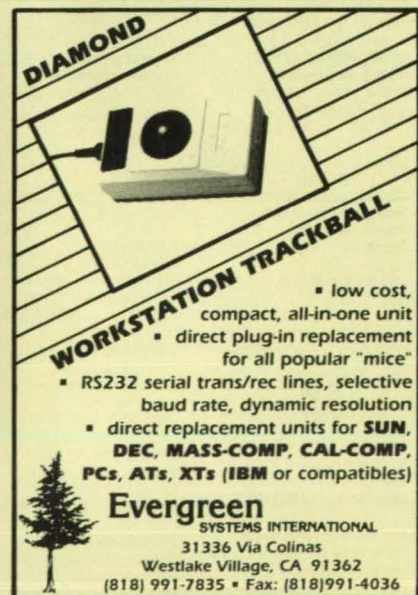 DIAMOND
WORKSTATION TRACKBALL
▪ low cost,
compact, all-in-one unit
▪ direct plug-in replacement
for all popular "mice"
▪ RS232 serial trans/rec lines, selective
baud rate, dynamic resolution
▪ direct replacement units for SUN,
DEC, MASS-COMP, CAL-COMP,
PCs, ATs, XTs (IBM or compatibles)
Evergreen
SYSTEMS INTERNATIONAL
31336 Via Colinas
Westlake Village, CA 91362
(818) 991-7835 ▪ Fax: (818)991-4036